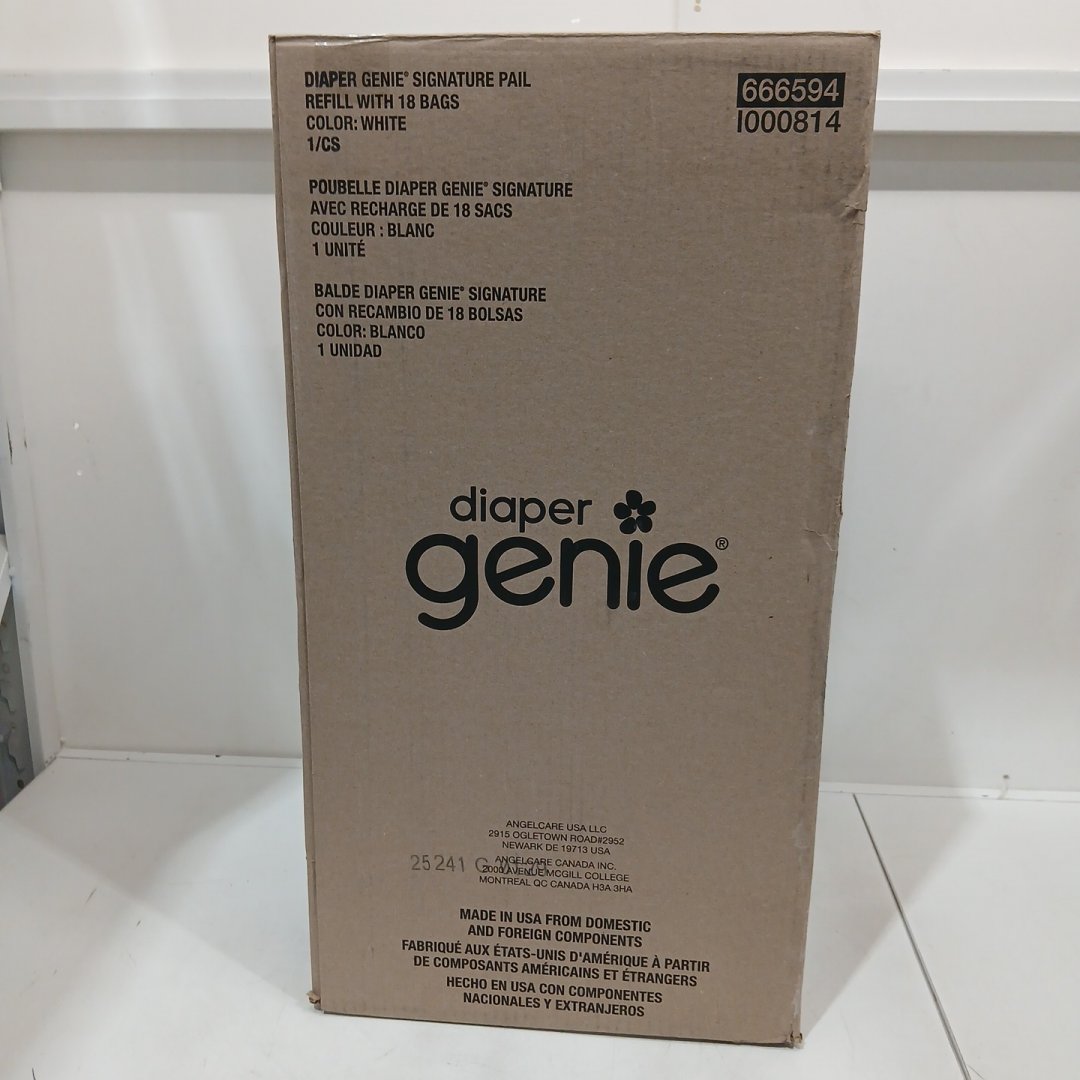 DIAPER GENIE® SIGNATURE PAIL
REFILL WITH 18 BAGS
COLOR: WHITE
1/CS
666594
I000814
POUBELLE DIAPER GENIE® SIGNATURE
AVEC RECHARGE DE 18 SACS
COULEUR : BLANC
1 UNITÉ
BALDE DIAPER GENIE® SIGNATURE
CON RECAMBIO DE 18 BOLSAS
COLOR: BLANCO
1 UNIDAD
diaper
genie®
ANGELCARE USA LLC
2915 OGLETOWN ROAD#2952
NEWARK DE 19713 USA
ANGELCARE CANADA INC.
25241
2000 AVENUE MCGILL COLLEGE
MONTREAL QC CANADA H3A 3HA
MADE IN USA FROM DOMESTIC
AND FOREIGN COMPONENTS
FABRIQUÉ AUX ÉTATS-UNIS D'AMÉRIQUE À PARTIR
DE COMPOSANTS AMÉRICAINS ET ÉTRANGERS
HECHO EN USA CON COMPONENTES
NACIONALES Y EXTRANJEROS